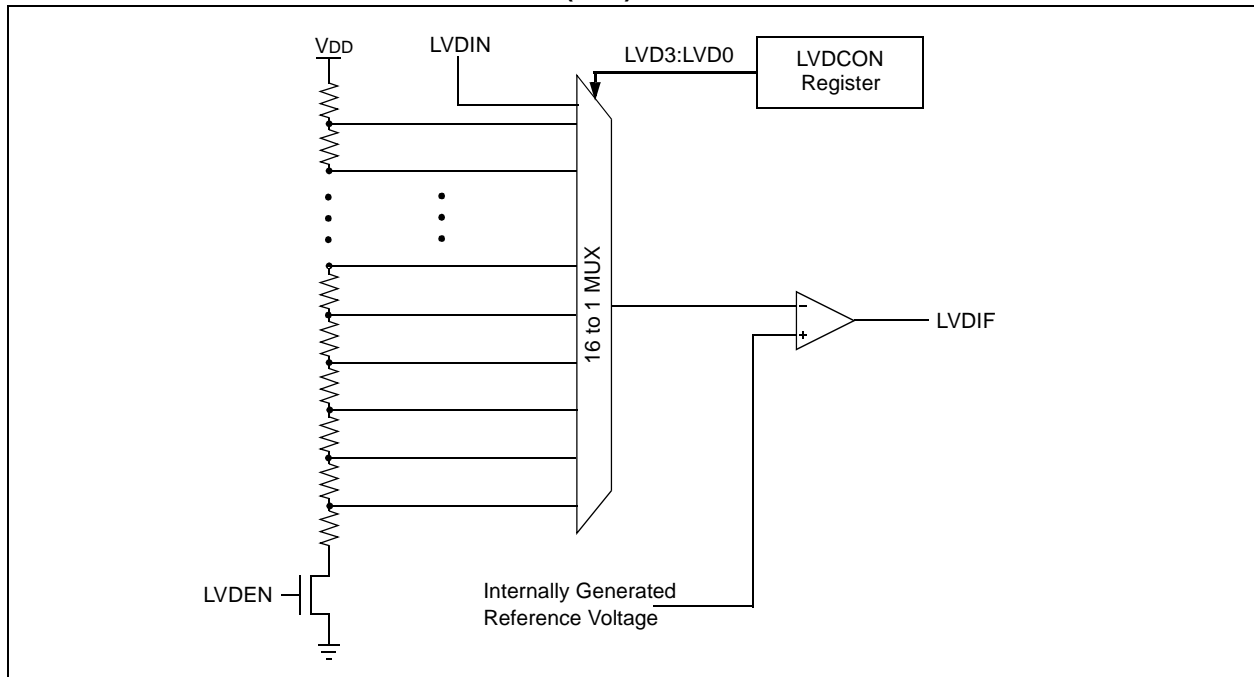 VDD
LVDIN
LVD3:LVD0
LVDCON
Register
16 to 1 MUX
LVDIF
LVDEN
Internally Generated
Reference Voltage